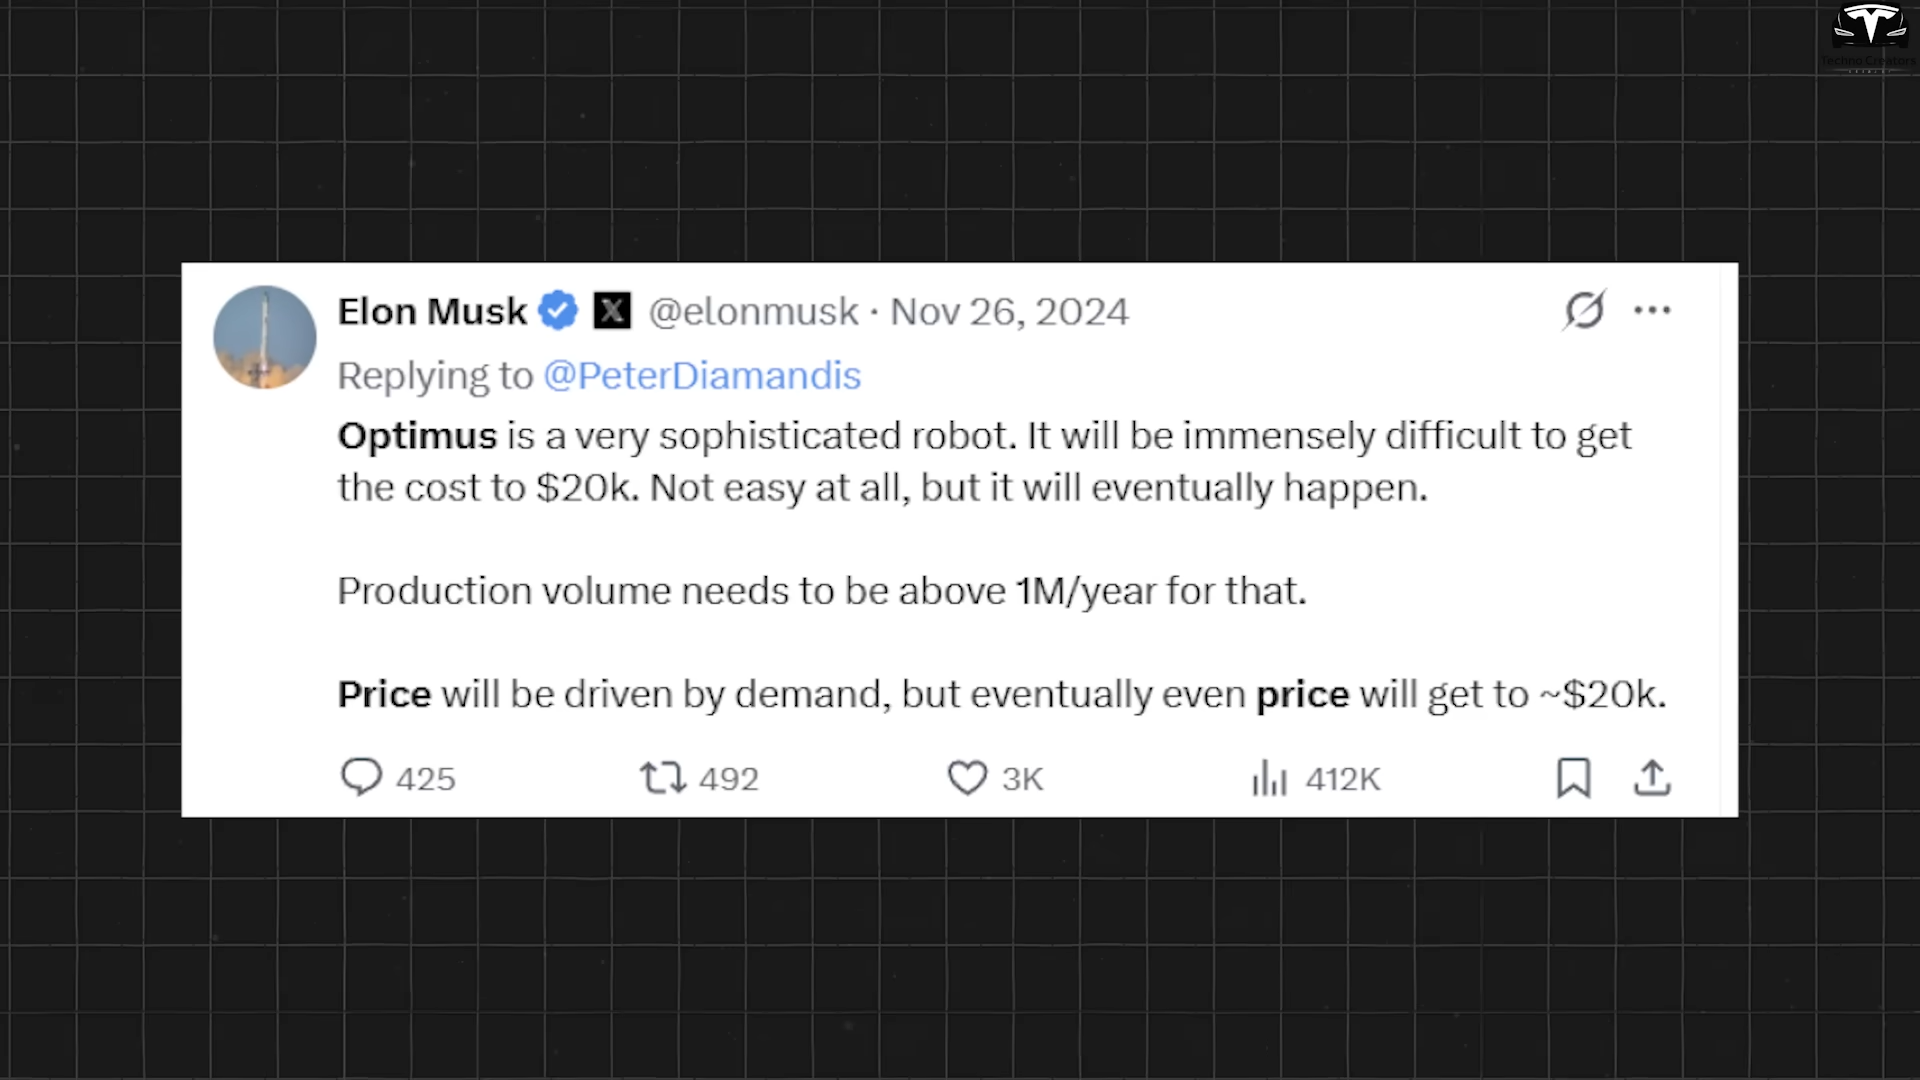 Techno Creators
Elon Musk @elonmusk · Nov 26, 2024
Replying to @PeterDiamandis
Optimus is a very sophisticated robot. It will be immensely difficult to get
the cost to $20k. Not easy at all, but it will eventually happen.
Production volume needs to be above 1M/year for that.
Price will be driven by demand, but eventually even price will get to ~$20k.
425 492 3K 412K